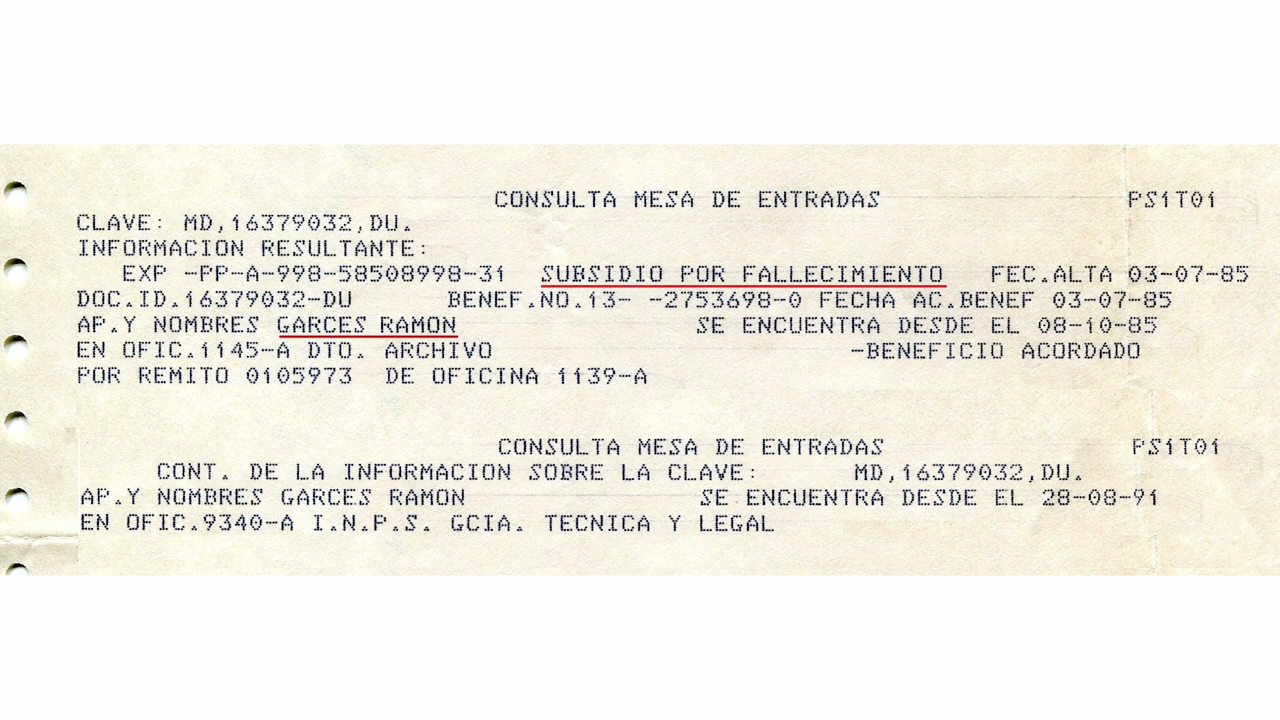 CONSULTA MESA DE ENTRADAS PS1T01
CLAVE: MD,16379032,DU.
INFORMACION RESULTANTE:
EXP -PP-A-998-58508998-31 SUBSIDIO POR FALLECIMIENTO FEC.ALTA 03-07-85
DOC.ID.16379032-DU BENEF.NO.13- -2753698-0 FECHA AC.BENEF 03-07-85
AP.Y NOMBRES GARCES RAMON SE ENCUENTRA DESDE EL 08-10-85
EN OFIC.1145-A DTO. ARCHIVO -BENEFICIO ACORDADO
POR REMITO 0105973 DE OFICINA 1139-A
CONSULTA MESA DE ENTRADAS PS1T01
CONT. DE LA INFORMACION SOBRE LA CLAVE: MD,16379032,DU.
AP.Y NOMBRES GARCES RAMON SE ENCUENTRA DESDE EL 28-08-91
EN OFIC.9340-A I.N.P.S. GCIA. TECNICA Y LEGAL